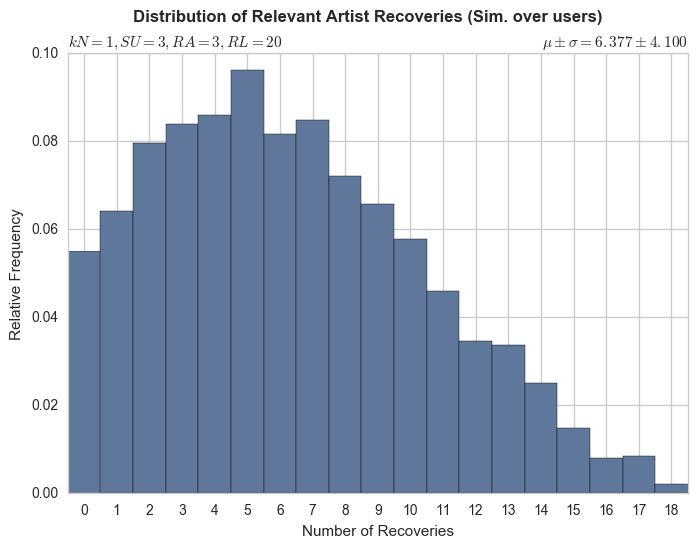 Distribution of Relevant Artist Recoveries (Sim. over users)
kN = 1, SU = 3, RA = 3, RL = 20
μ ± σ = 6.377 ± 4.100
0.10
0.08
0.06
0.04
0.02
0.00
Relative Frequency
0 1 2 3 4 5 6 7 8 9 10 11 12 13 14 15 16 17 18
Number of Recoveries